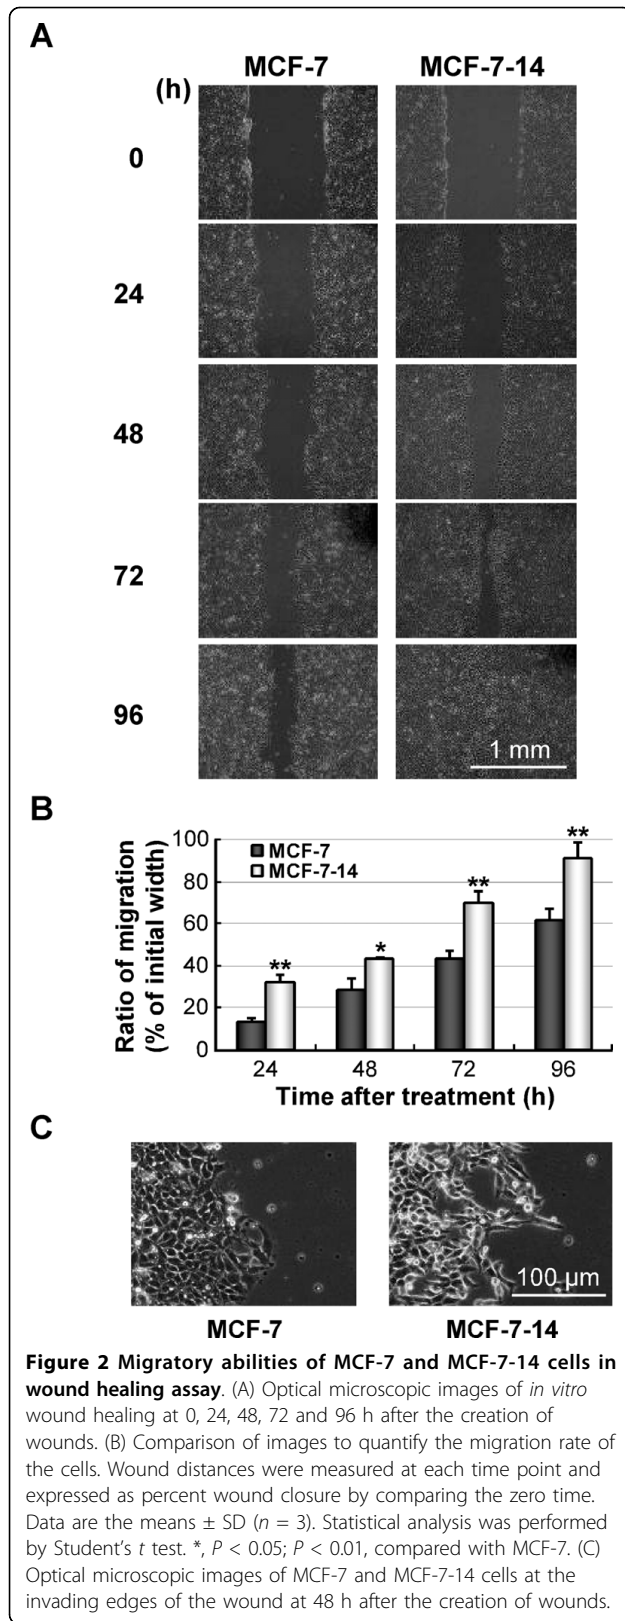 A
MCF-7 MCF-7-14
(h)
0
24
48
72
96
1 mm
B
Ratio of migration
(% of initial width)
100
80
60
40
20
0
MCF-7
MCF-7-14
** * ** **
24 48 72 96
Time after treatment (h)
C
100 µm
MCF-7 MCF-7-14
Figure 2 Migratory abilities of MCF-7 and MCF-7-14 cells in
wound healing assay. (A) Optical microscopic images of in vitro
wound healing at 0, 24, 48, 72 and 96 h after the creation of
wounds. (B) Comparison of images to quantify the migration rate of
the cells. Wound distances were measured at each time point and
expressed as percent wound closure by comparing the zero time.
Data are the means ± SD (n = 3). Statistical analysis was performed
by Student's t test. *, P < 0.05; P < 0.01, compared with MCF-7. (C)
Optical microscopic images of MCF-7 and MCF-7-14 cells at the
invading edges of the wound at 48 h after the creation of wounds.